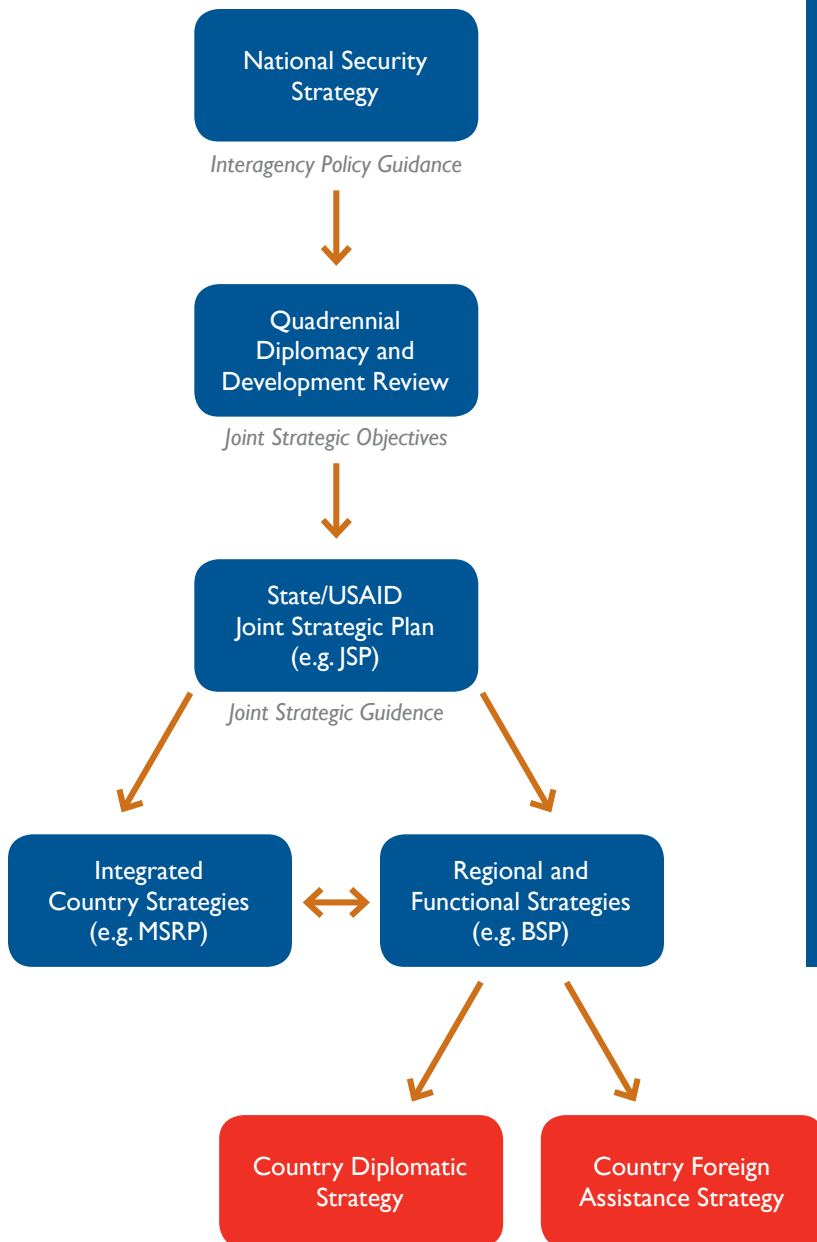 National Security
Strategy
Interagency Policy Guidance
Quadrennial
Diplomacy and
Development Review
Joint Strategic Objectives
State/USAID
Joint Strategic Plan
(e.g. JSP)
Joint Strategic Guidence
Integrated
Country Strategies
(e.g. MSRP)
Regional and
Functional Strategies
(e.g. BSP)
Country Diplomatic
Strategy
Country Foreign
Assistance Strategy